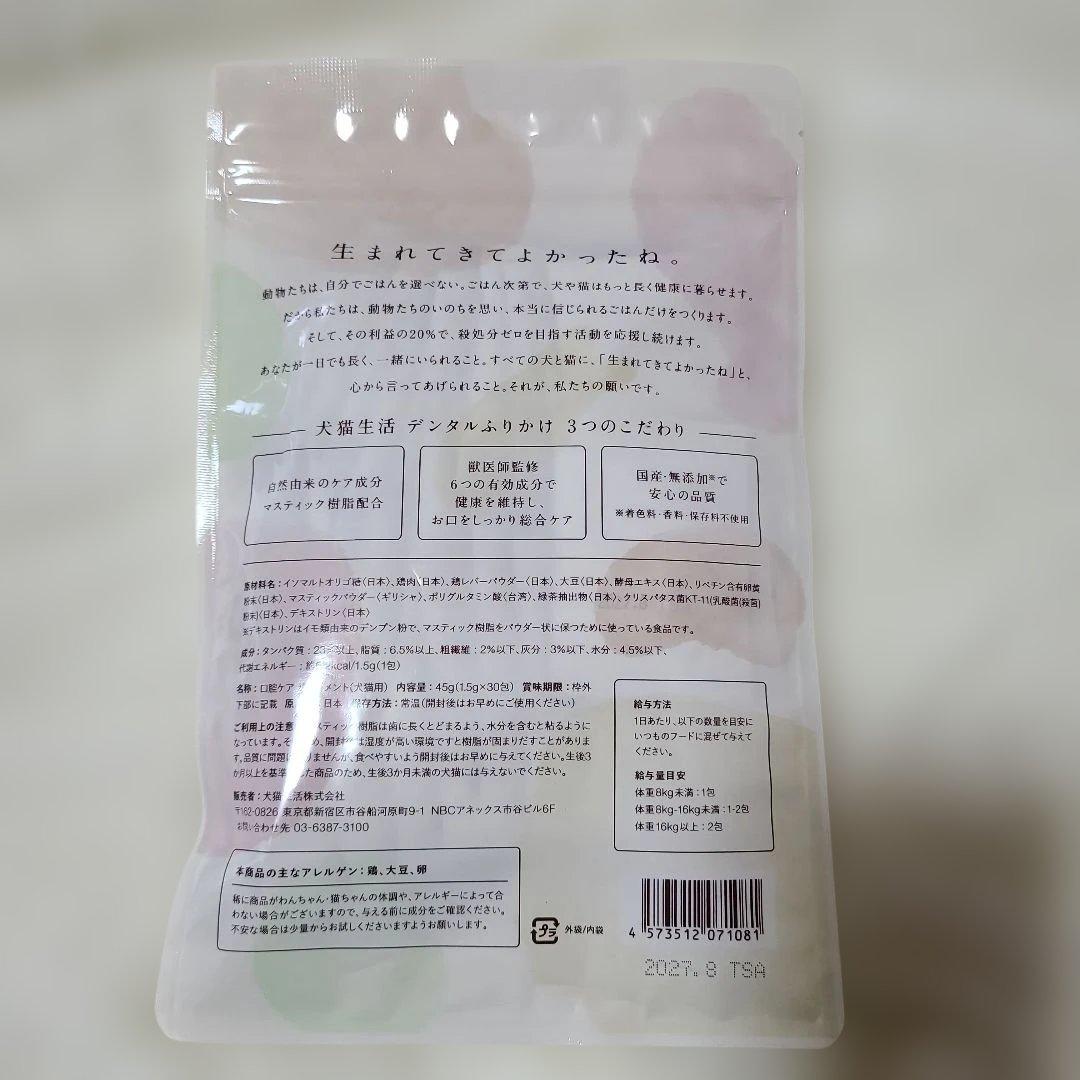 生まれてきてよかったね。
動物たちは、自分でごはんを選べない。ごはん次第で、犬や猫はもっと長く健康に暮らせます。
だから私たちは、動物たちのいのちを思い、本当に信じられるごはんだけをつくります。
そして、その利益の20%で、殺処分ゼロを目指す活動を応援し続けます。
あなたが一日でも長く、一緒にいられること。すべての犬と猫に、「生まれてきてよかったね」と、
心から言ってあげられること。それが、私たちの願いです。
犬猫生活 デンタルふりかけ 3つのこだわり
自然由来のケア成分
マスティック樹脂配合
獣医師監修
6つの有効成分で
健康を維持し、
お口をしっかり総合ケア
国産・無添加※で
安心の品質
※着色料・香料・保存料不使用
原材料名：イソマルトオリゴ糖（日本）、鶏肉（日本）、鶏レバーパウダー（日本）、大豆（日本）、酵母エキス（日本）、リベチン含有卵黄
粉末（日本）、マスティックパウダー（ギリシャ）、ポリグルタミン酸（台湾）、緑茶抽出物（日本）、クリスパタス菌KT-11(乳酸菌(殺菌)
粉末)（日本）、デキストリン（日本）
※デキストリンはイモ類由来のデンプン粉で、マスティック樹脂をパウダー状に保つために使っている食品です。
成分：タンパク質：23%以上、脂質：6.5%以上、粗繊維：2%以下、灰分：3%以下、水分：4.5%以下、
代謝エネルギー：約 kcal/1.5g（1包）
名称：口腔ケア メント(犬猫用) 内容量：45g(1.5g×30包) 賞味期限：枠外
下部に記載 原 日本 保存方法：常温（開封後はお早めにご使用ください）
ご利用上の注意 スティック樹脂は歯に長くとどまるよう、水分を含むと粘るように
なっています。そ め、開封後は湿度が高い環境ですと樹脂が固まりだすことがありま
す。品質に問題 りませんが、食べやすいよう開封後はお早めに与えてください。生後3
か月以上を基準 た商品のため、生後3か月未満の犬猫には与えないでください。
販売者：犬猫生活株式会社
〒162-0826 東京都新宿区市谷船河原町9-1 NBCアネックス市谷ビル6F
お問い合わせ先 03-6387-3100
給与方法
1日あたり、以下の数量を目安に
いつものフードに混ぜて与えて
ください。
給与量目安
体重8kg未満：1包
体重8kg-16kg未満：1-2包
体重16kg以上：2包
本商品の主なアレルゲン：鶏、大豆、卵
稀に商品がわんちゃん・猫ちゃんの体調や、アレルギーによって合
わない場合がございますので、与える前に成分をご確認ください。
不安な場合は少量からお試しくださいますようお願いします。
プラ
外袋/内袋
4 573512 071081
2027.8 TSA